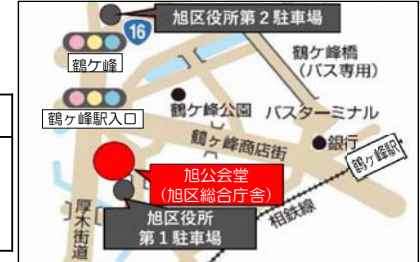 旭区役所第2駐車場
16
鶴ケ峰
鶴ケ峰橋
(バス専用)
鶴ヶ峰駅入口
鶴ケ峰公園
バスターミナル
鶴ケ峰商店街
銀行
鶴ケ峰駅
旭公会堂
(旭区総合庁舎)
旭区役所
第1駐車場
相鉄線
厚木街道